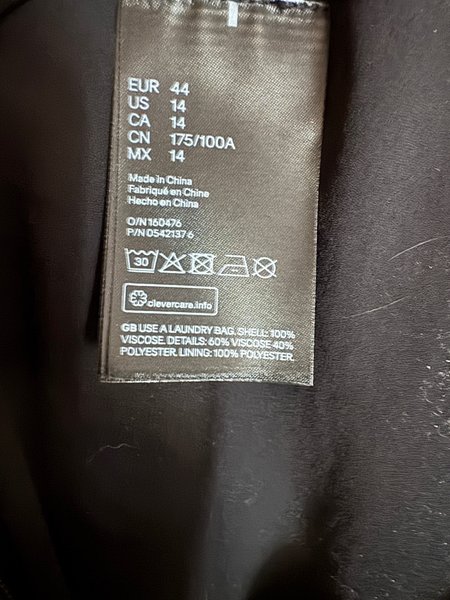 EUR 44
US 14
CA 14
CN 175/100A
MX 14
Made in China
Fabriqué en Chine
Hecho en China
O/N 160476
P/N 0542137 6
30
clevercare.info
GB USE A LAUNDRY BAG. SHELL: 100%
VISCOSE. DETAILS: 60% VISCOSE 40%
POLYESTER. LINING: 100% POLYESTER.